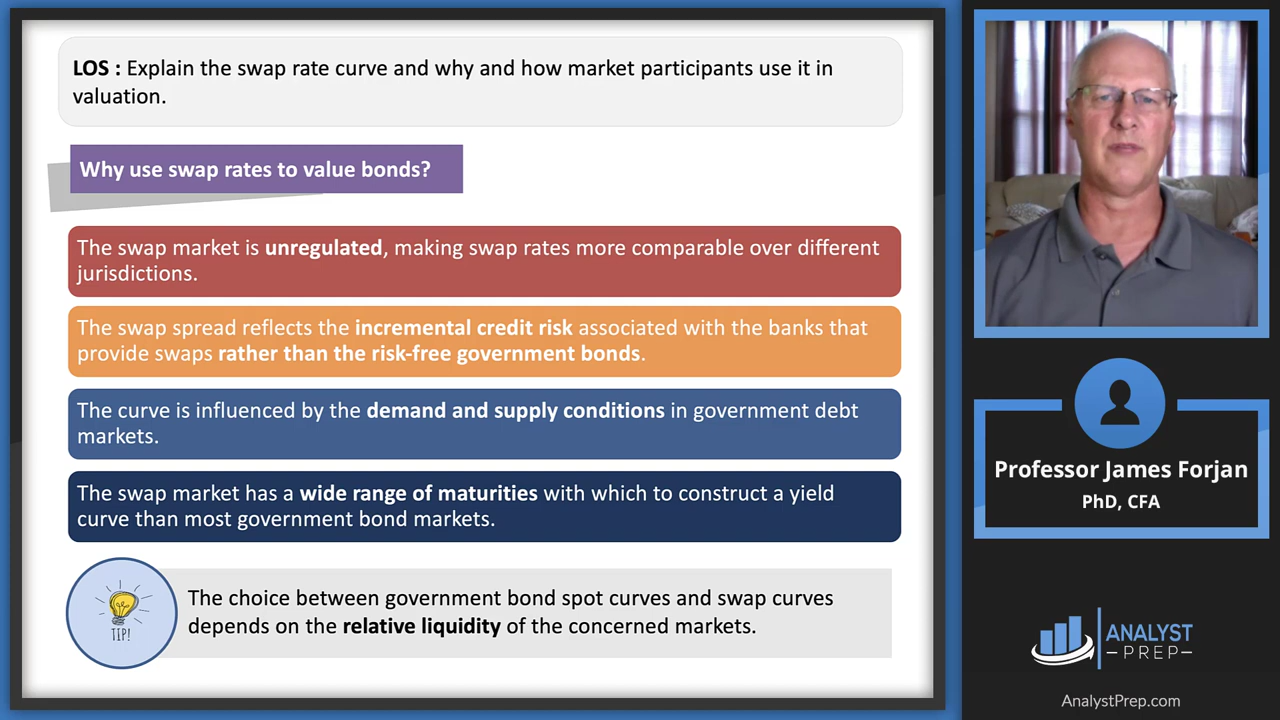 LOS : Explain the swap rate curve and why and how market participants use it in
valuation.
Why use swap rates to value bonds?
The swap market is unregulated, making swap rates more comparable over different
jurisdictions.
The swap spread reflects the incremental credit risk associated with the banks that
provide swaps rather than the risk-free government bonds.
The curve is influenced by the demand and supply conditions in government debt
markets.
The swap market has a wide range of maturities with which to construct a yield
curve than most government bond markets.
TIP!
The choice between government bond spot curves and swap curves
depends on the relative liquidity of the concerned markets.
Professor James Forjan
PhD, CFA
ANALYST
PREP
AnalystPrep.com